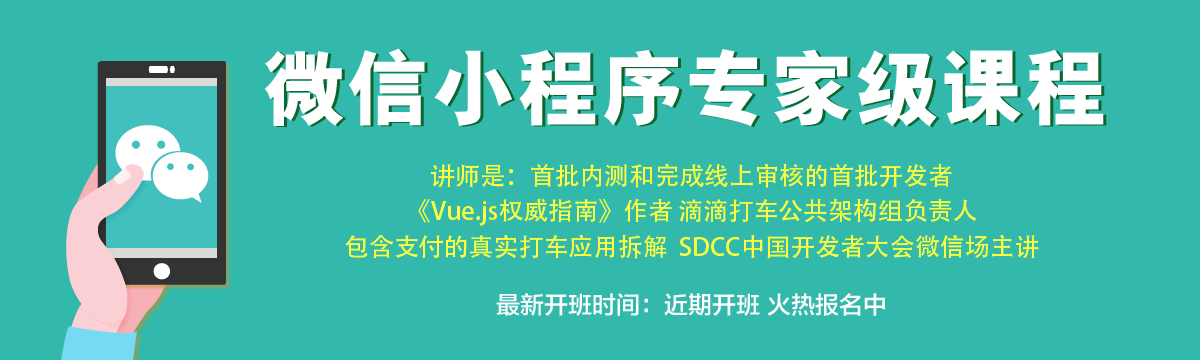 微信小程序专家级课程
讲师是：首批内测和完成线上审核的首批开发者
《Vue.js权威指南》作者 滴滴打车公共架构组负责人
包含支付的真实打车应用拆解 SDCC中国开发者大会微信场主讲
最新开班时间：近期开班 火热报名中